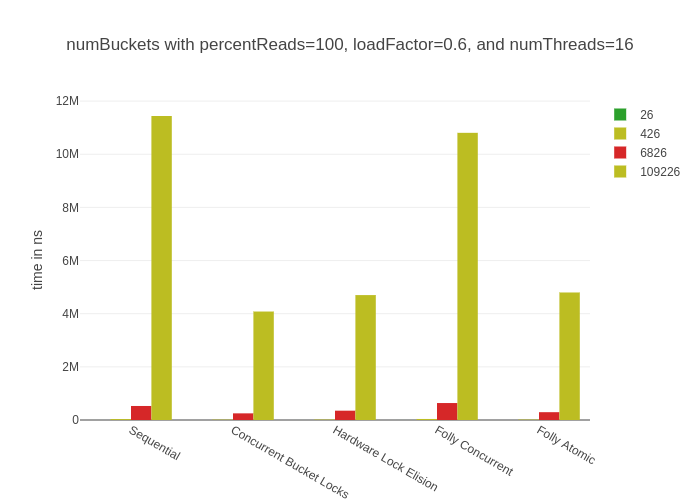 numBuckets with percentReads=100, loadFactor=0.6, and numThreads=16
12M
10M
8M
6M
4M
2M
0
time in ns
Sequential
Concurrent Bucket Locks
Hardware Lock Elision
Folly Concurrent
Folly Atomic
26
426
6826
109226